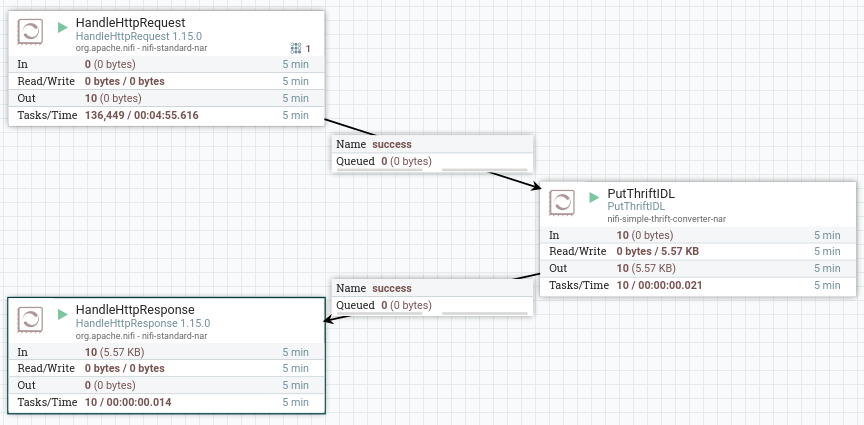 HandleHttpRequest
HandleHttpRequest 1.15.0
org.apache.nifi - nifi-standard-nar
1
In 0 (0 bytes) 5 min
Read/Write 0 bytes / 0 bytes 5 min
Out 10 (0 bytes) 5 min
Tasks/Time 136,449 / 00:04:55.616 5 min
Name success
Queued 0 (0 bytes)
PutThriftIDL
PutThriftIDL
nifi-simple-thrift-converter-nar
In 10 (0 bytes) 5 min
Read/Write 0 bytes / 5.57 KB 5 min
Out 10 (5.57 KB) 5 min
Tasks/Time 10 / 00:00:00.021 5 min
Name success
Queued 0 (0 bytes)
HandleHttpResponse
HandleHttpResponse 1.15.0
org.apache.nifi - nifi-standard-nar
In 10 (5.57 KB) 5 min
Read/Write 0 bytes / 0 bytes 5 min
Out 0 (0 bytes) 5 min
Tasks/Time 10 / 00:00:00.014 5 min